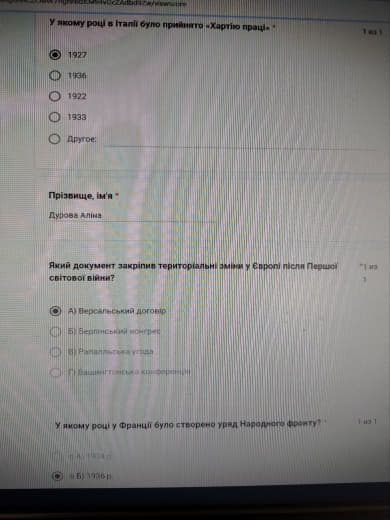 У якому році в Італії було прийнято «Хартію праці» *
1 из 1
1927
1936
1922
1933
Другое:
Прізвище, ім'я *
Дурова Аліна
Який документ закріпив територіальні зміни у Європі після Першої
*1 из
світової війни?
1
А) Версальський договір
Б) Берлінський конгрес
В) Рапалльська угода
Г) Вашингтонська конференція
У якому році у Франції було створено уряд Народного фронту? *
1 из 1
о А) 1934 р.
о Б) 1936 р.